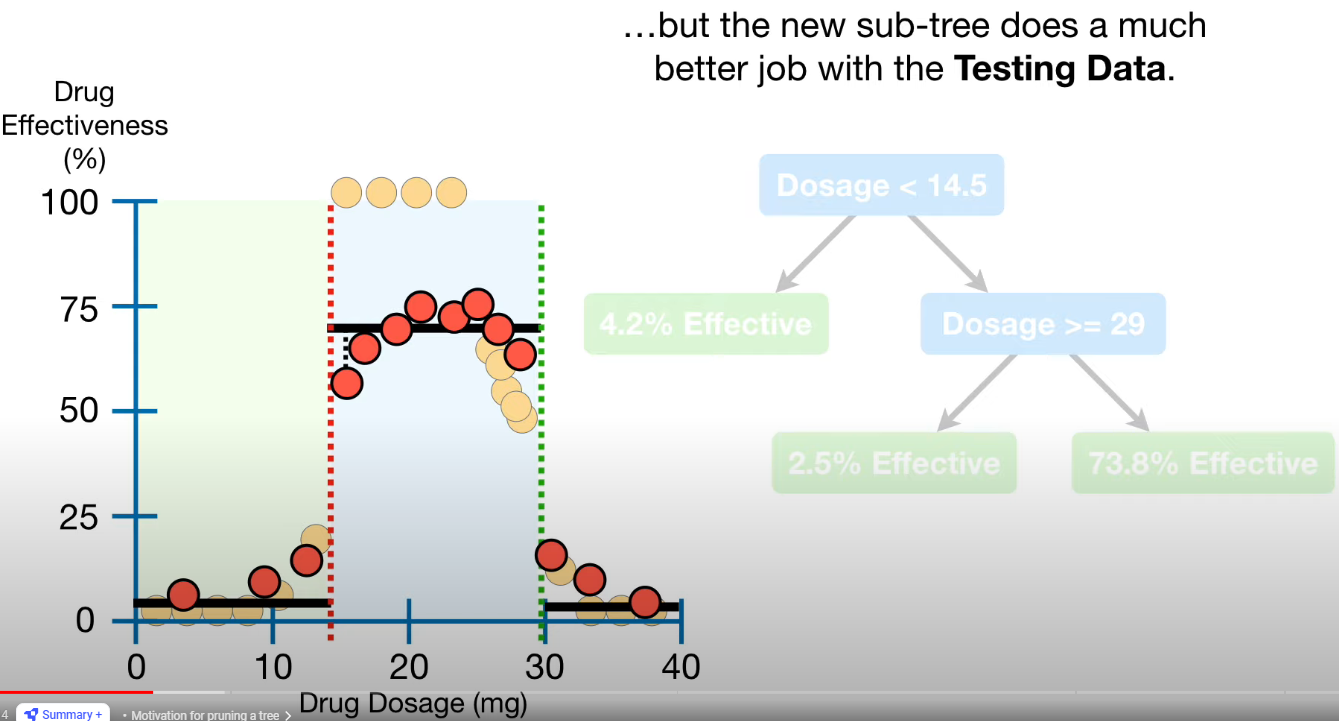 …but the new sub-tree does a much
better job with the Testing Data.
Drug
Effectiveness
(%)
100
75
50
25
0
0 10 20 30 40
Drug Dosage (mg)
Dosage < 14.5
4.2% Effective
Dosage >= 29
2.5% Effective
73.8% Effective
4
Summary +
• Motivation for pruning a tree >